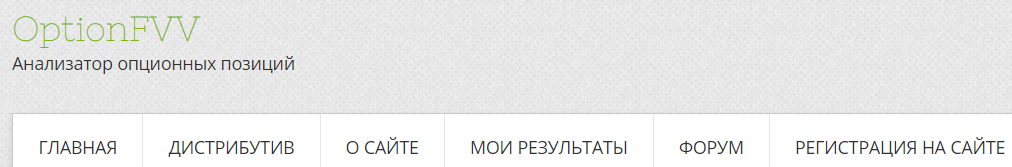 OptionFVV
Анализатор опционных позиций
ГЛАВНАЯ ДИСТРИБУТИВ О САЙТЕ МОИ РЕЗУЛЬТАТЫ ФОРУМ РЕГИСТРАЦИЯ НА САЙТЕ